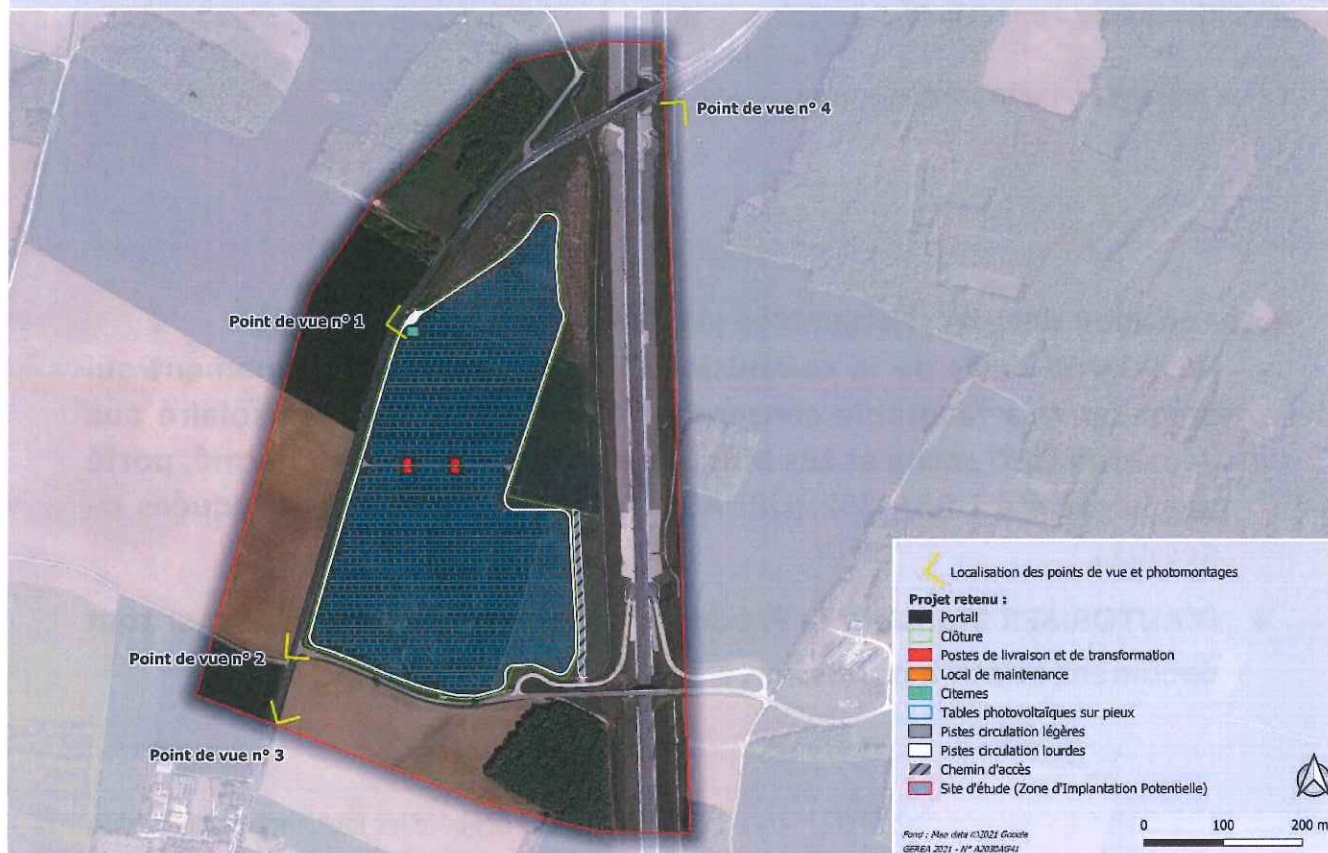 Point de vue n° 4
Point de vue n° 1
Point de vue n° 2
Point de vue n° 3
Localisation des points de vue et photomontages
Projet retenu :
Portail
Clôture
Postes de livraison et de transformation
Local de maintenance
Citernes
Tables photovoltaïques sur pieux
Pistes circulation légères
Pistes circulation lourdes
Chemin d'accès
Site d'étude (Zone d'Implantation Potentielle)
Fond : Map data ©2021 Google
GEREA 2021 - N° A2030AG41
0 100 200 m